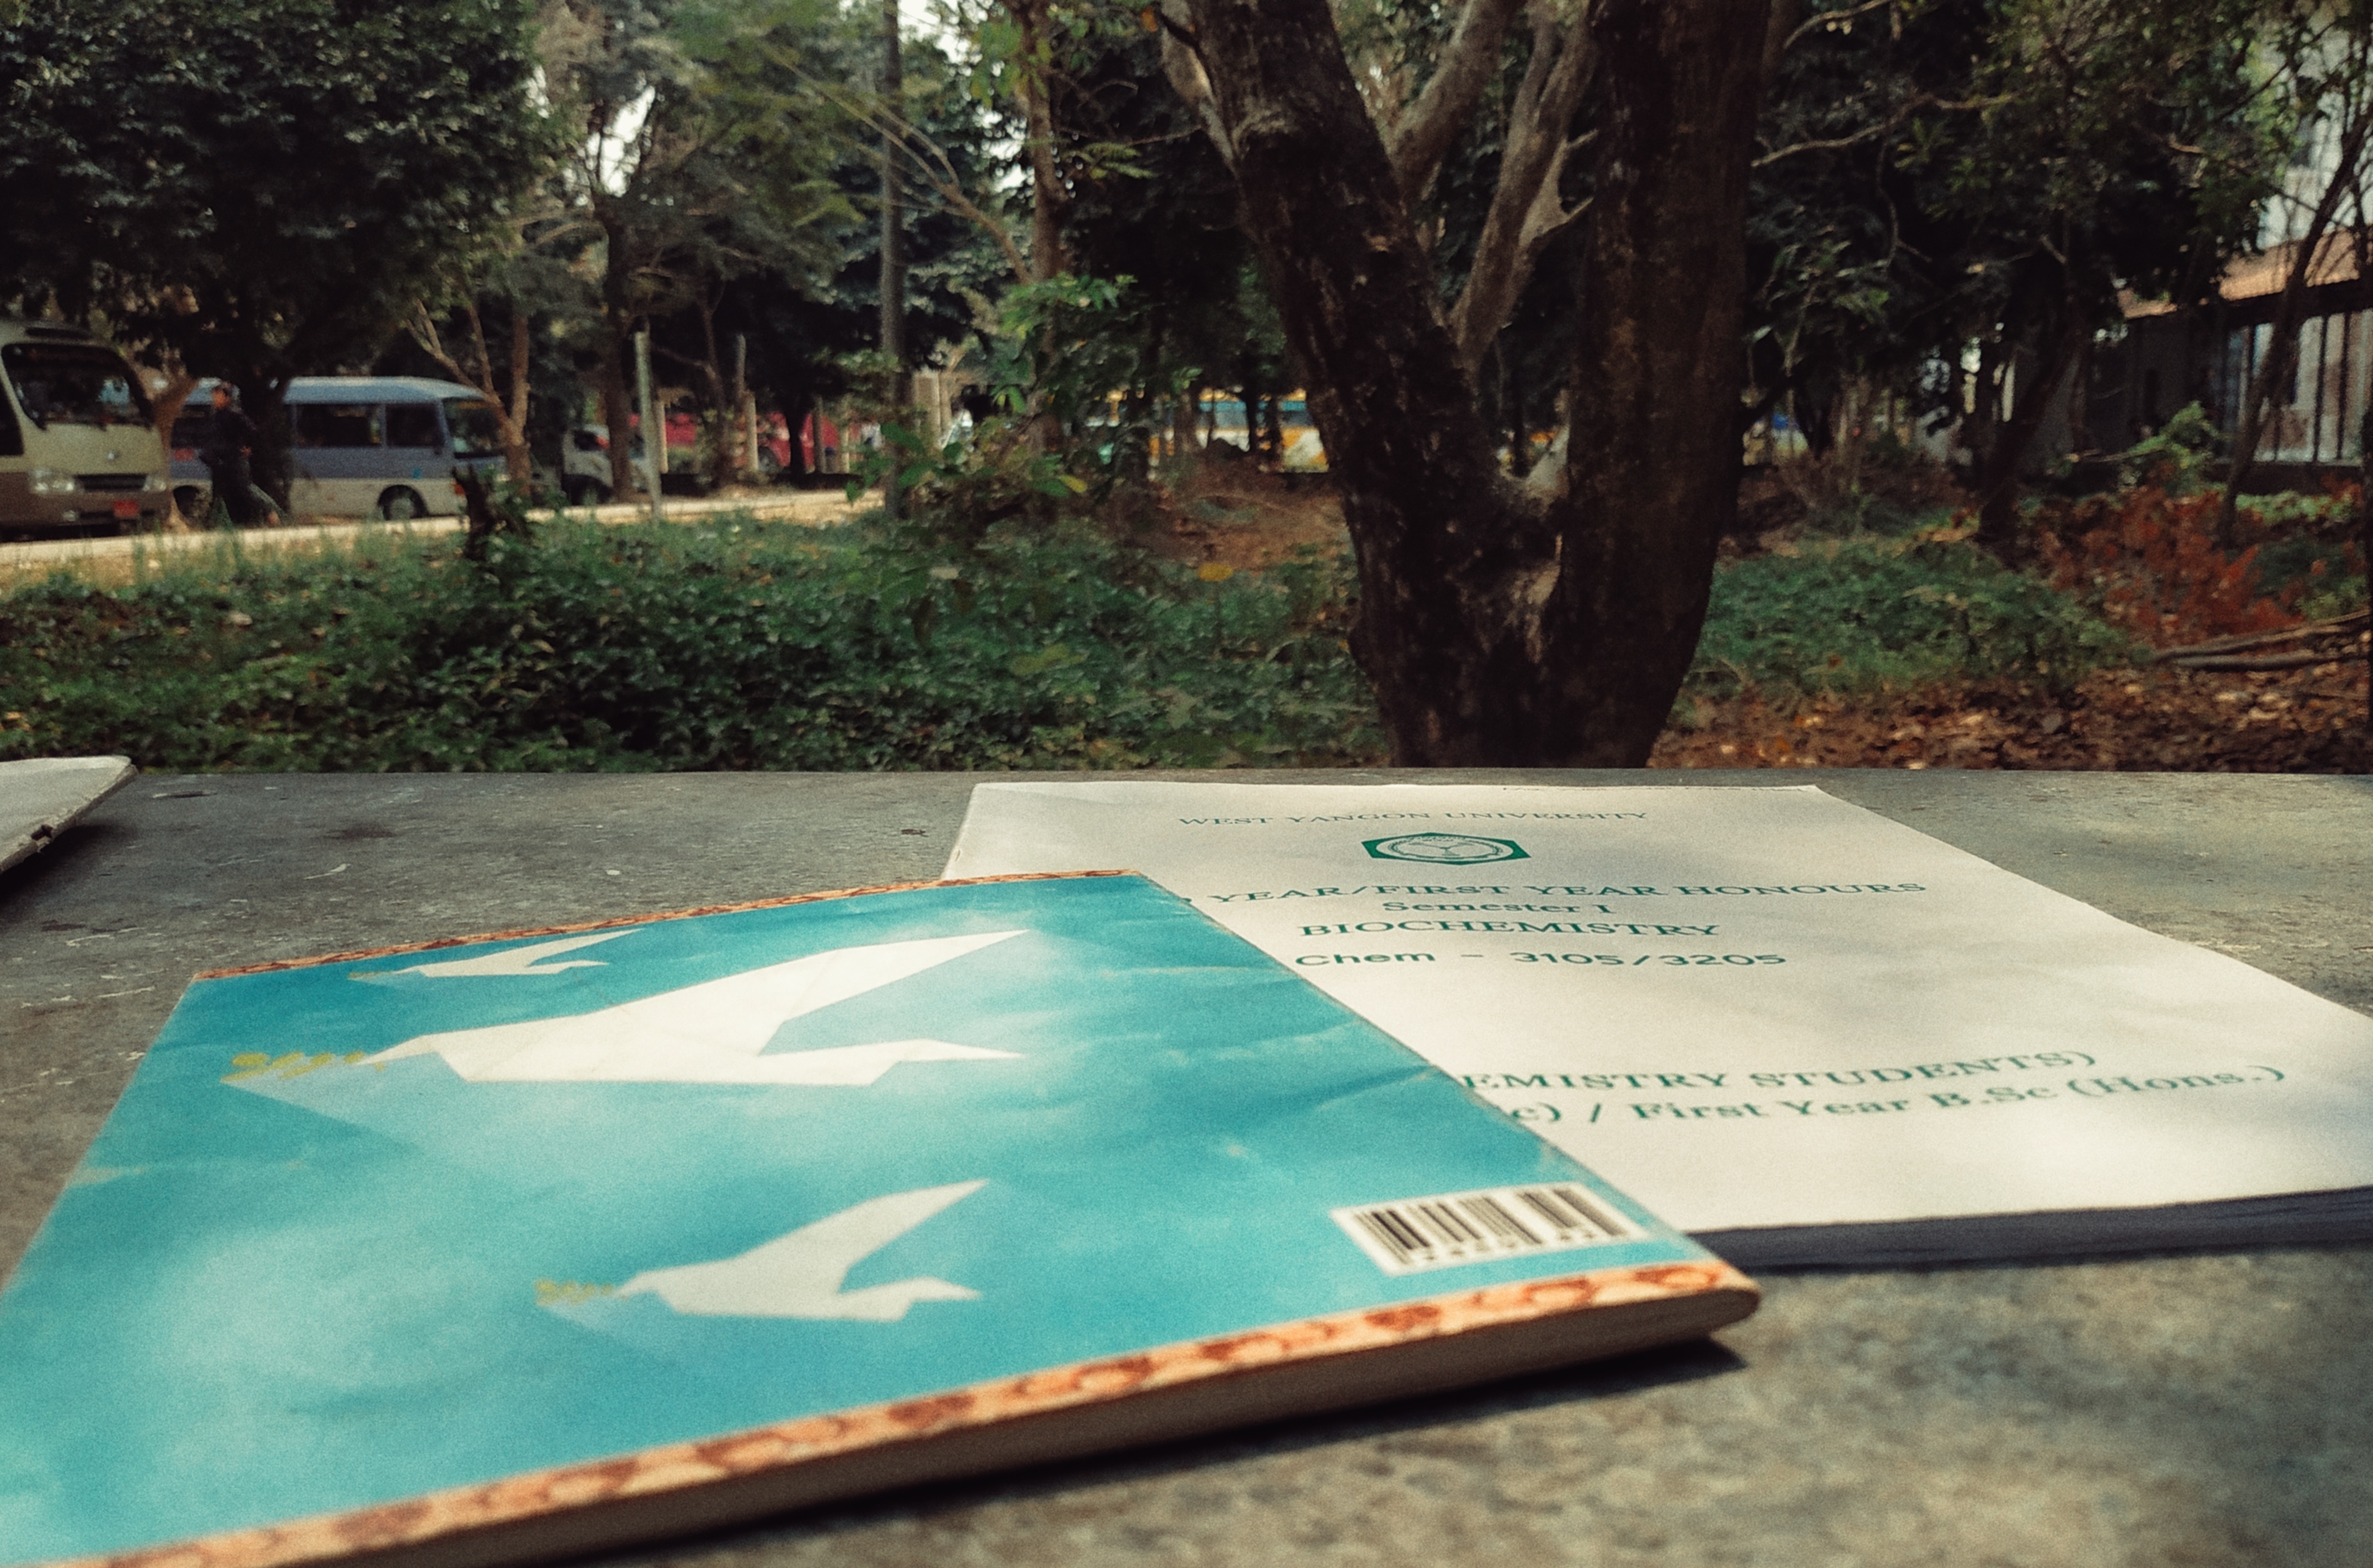 WEST YANGON UNIVERSITY
YEAR/FIRST YEAR HONOURS
Semester I
BIOCHEMISTRY
Chem - 3105/3205
EMISTRY STUDENTS)
c) / First Year B.Sc (Hons.)